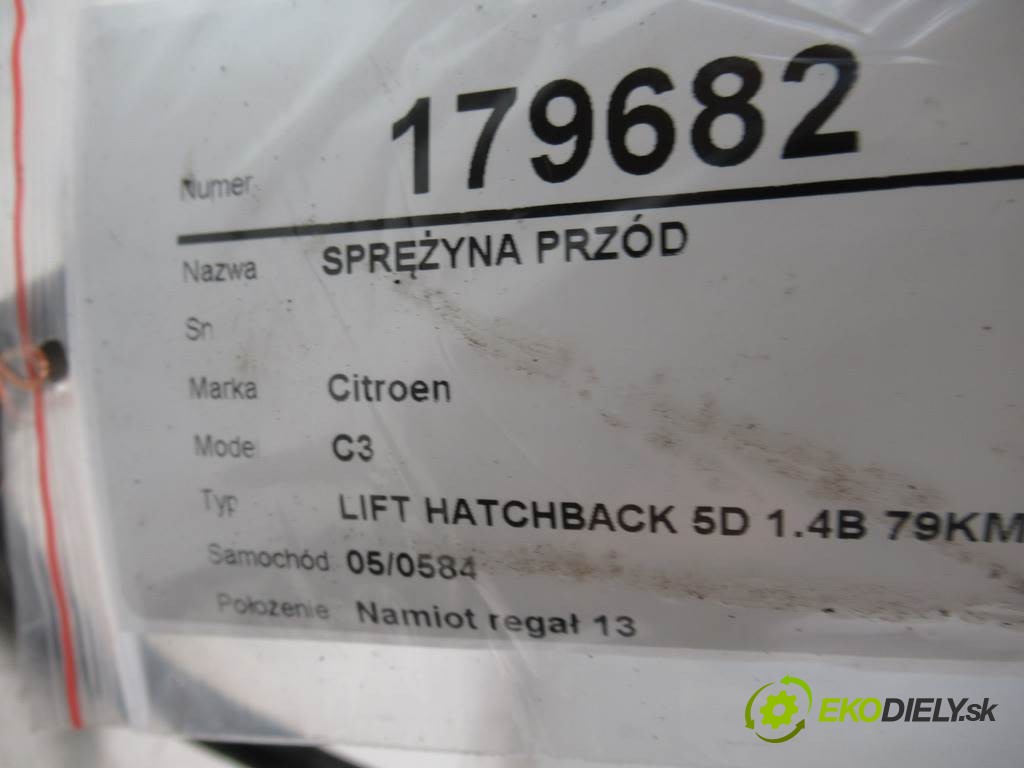 Numer 179682
Nazwa SPRĘŻYNA PRZÓD
Sn
Marka Citroen
Model C3
Typ LIFT HATCHBACK 5D 1.4B 79KM
Samochód 05/0584
Położenie Namiot regał 13
EKODIELY.sk